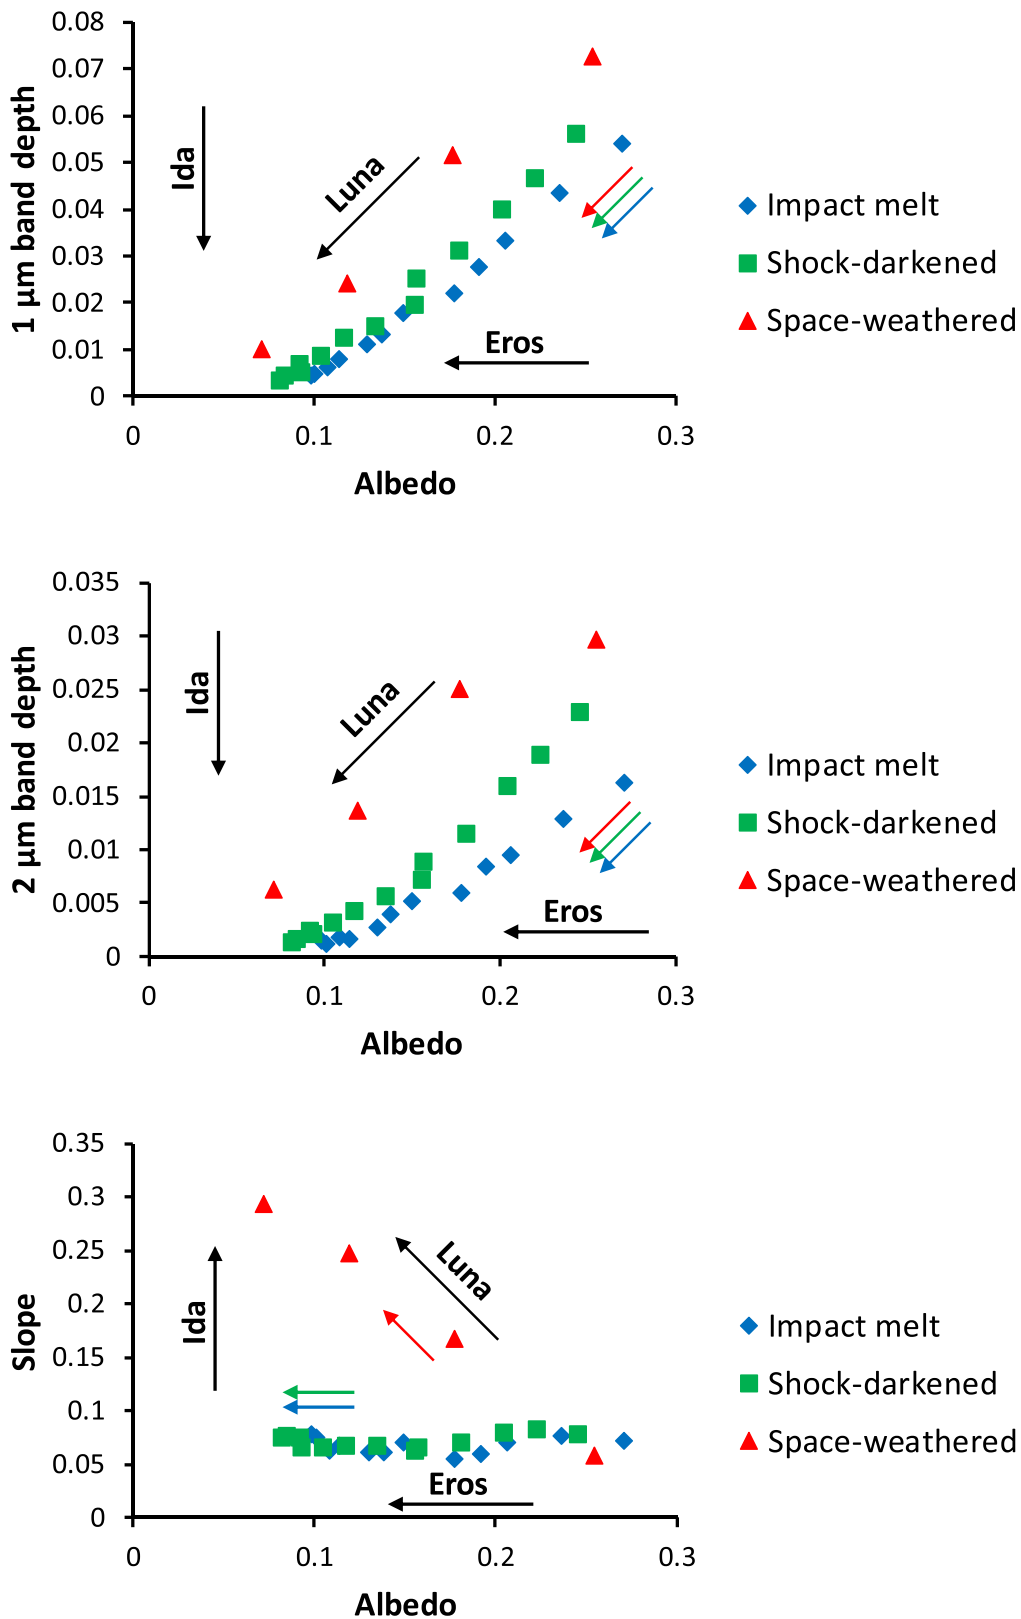 0.08
0.07
0.06
0.05
0.04
0.03
0.02
0.01
0
1 µm band depth
Ida
Luna
Eros
0 0.1 0.2 0.3
Albedo
Impact melt
Shock-darkened
Space-weathered
0.035
0.03
0.025
0.02
0.015
0.01
0.005
0
2 µm band depth
Ida
Luna
Eros
0 0.1 0.2 0.3
Albedo
Impact melt
Shock-darkened
Space-weathered
0.35
0.3
0.25
0.2
0.15
0.1
0.05
0
Slope
Ida
Luna
Eros
0 0.1 0.2 0.3
Albedo
Impact melt
Shock-darkened
Space-weathered